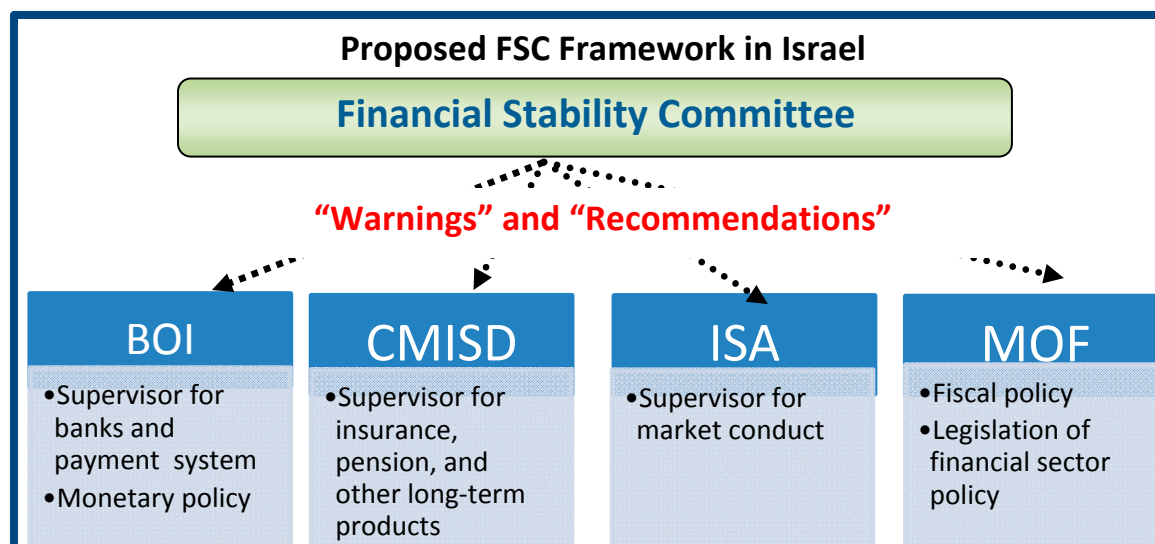 Proposed FSC Framework in Israel
Financial Stability Committee
“Warnings” and “Recommendations”
BOI
•Supervisor for
banks and
payment system
•Monetary policy
CMISD
•Supervisor for
insurance,
pension, and
other long-term
products
ISA
•Supervisor for
market conduct
MOF
•Fiscal policy
•Legislation of
financial sector
policy